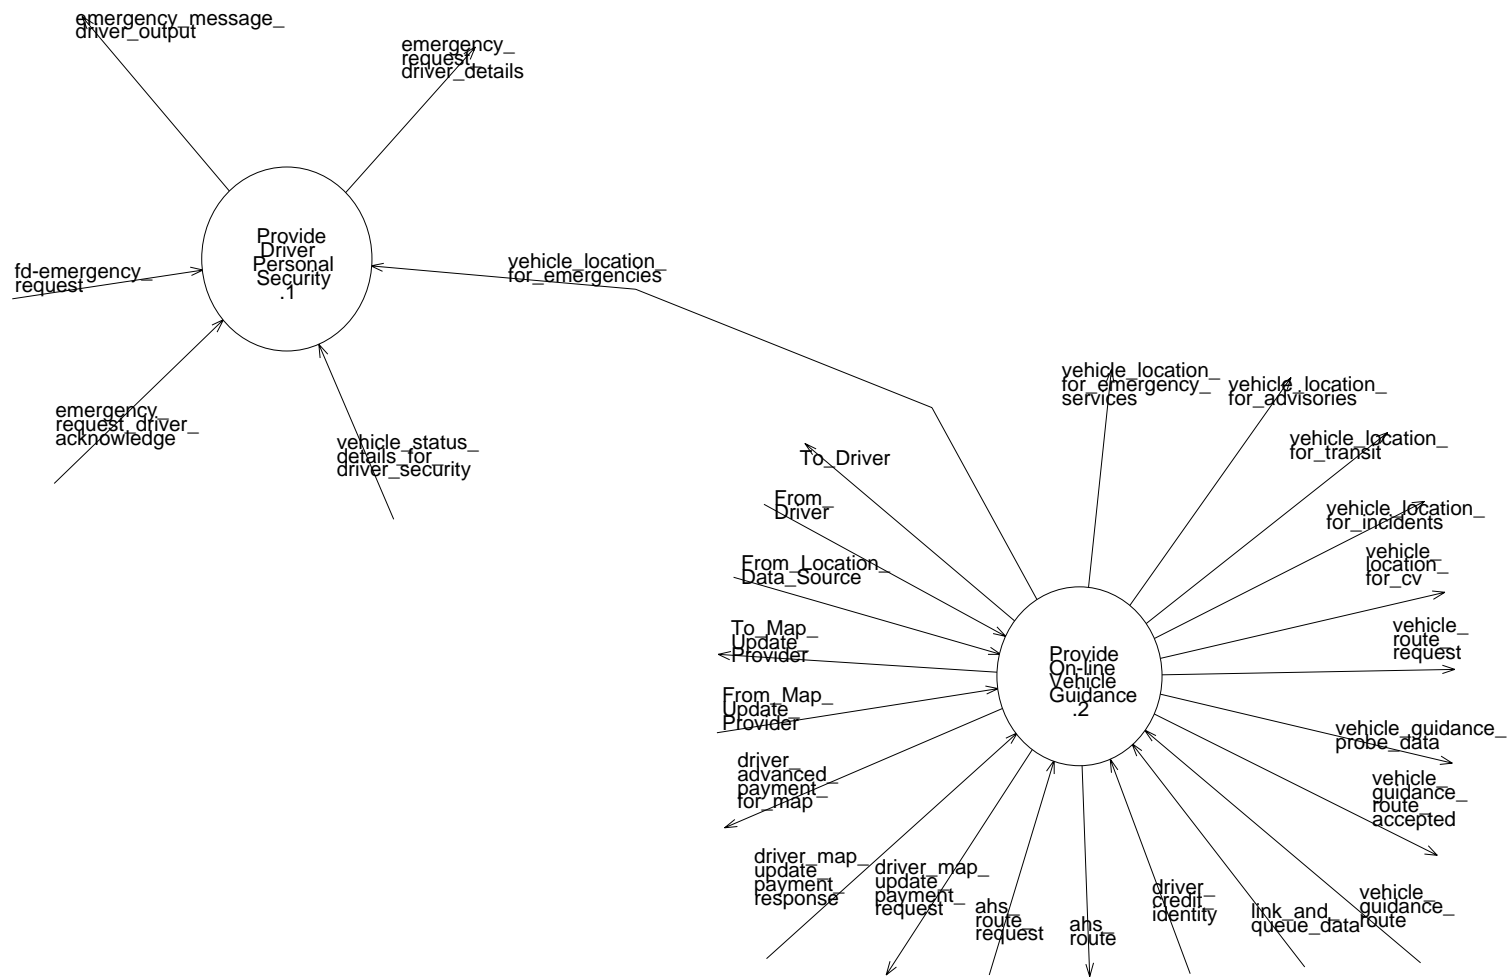 emergency_message_
driver_output
emergency_
request_
driver_details
Provide
Driver
Personal
Security
.1
fd-emergency_
request
vehicle_location_
for_emergencies
emergency_
request_driver_
acknowledge
vehicle_status_
details_for_
driver_security
vehicle_location_
for_emergency_
services
vehicle_location_
for_advisories
To_Driver
vehicle_location_
for_transit
From_
Driver
vehicle_location_
for_incidents
From_Location_
Data_Source
vehicle_
location_
for_cv
To_Map_
Update_
Provider
vehicle_
route_
request
Provide
On-line
Vehicle
Guidance
.2
From_Map_
Update_
Provider
vehicle_guidance_
probe_data
driver_
advanced_
payment_
for_map
vehicle_
guidance_
route_
accepted
driver_map_
update_
payment_
response
driver_map_
update_
payment_
request
ahs_
route_
request
ahs_
route
driver_
credit_
identity
link_and_
queue_data
vehicle_
guidance_
route